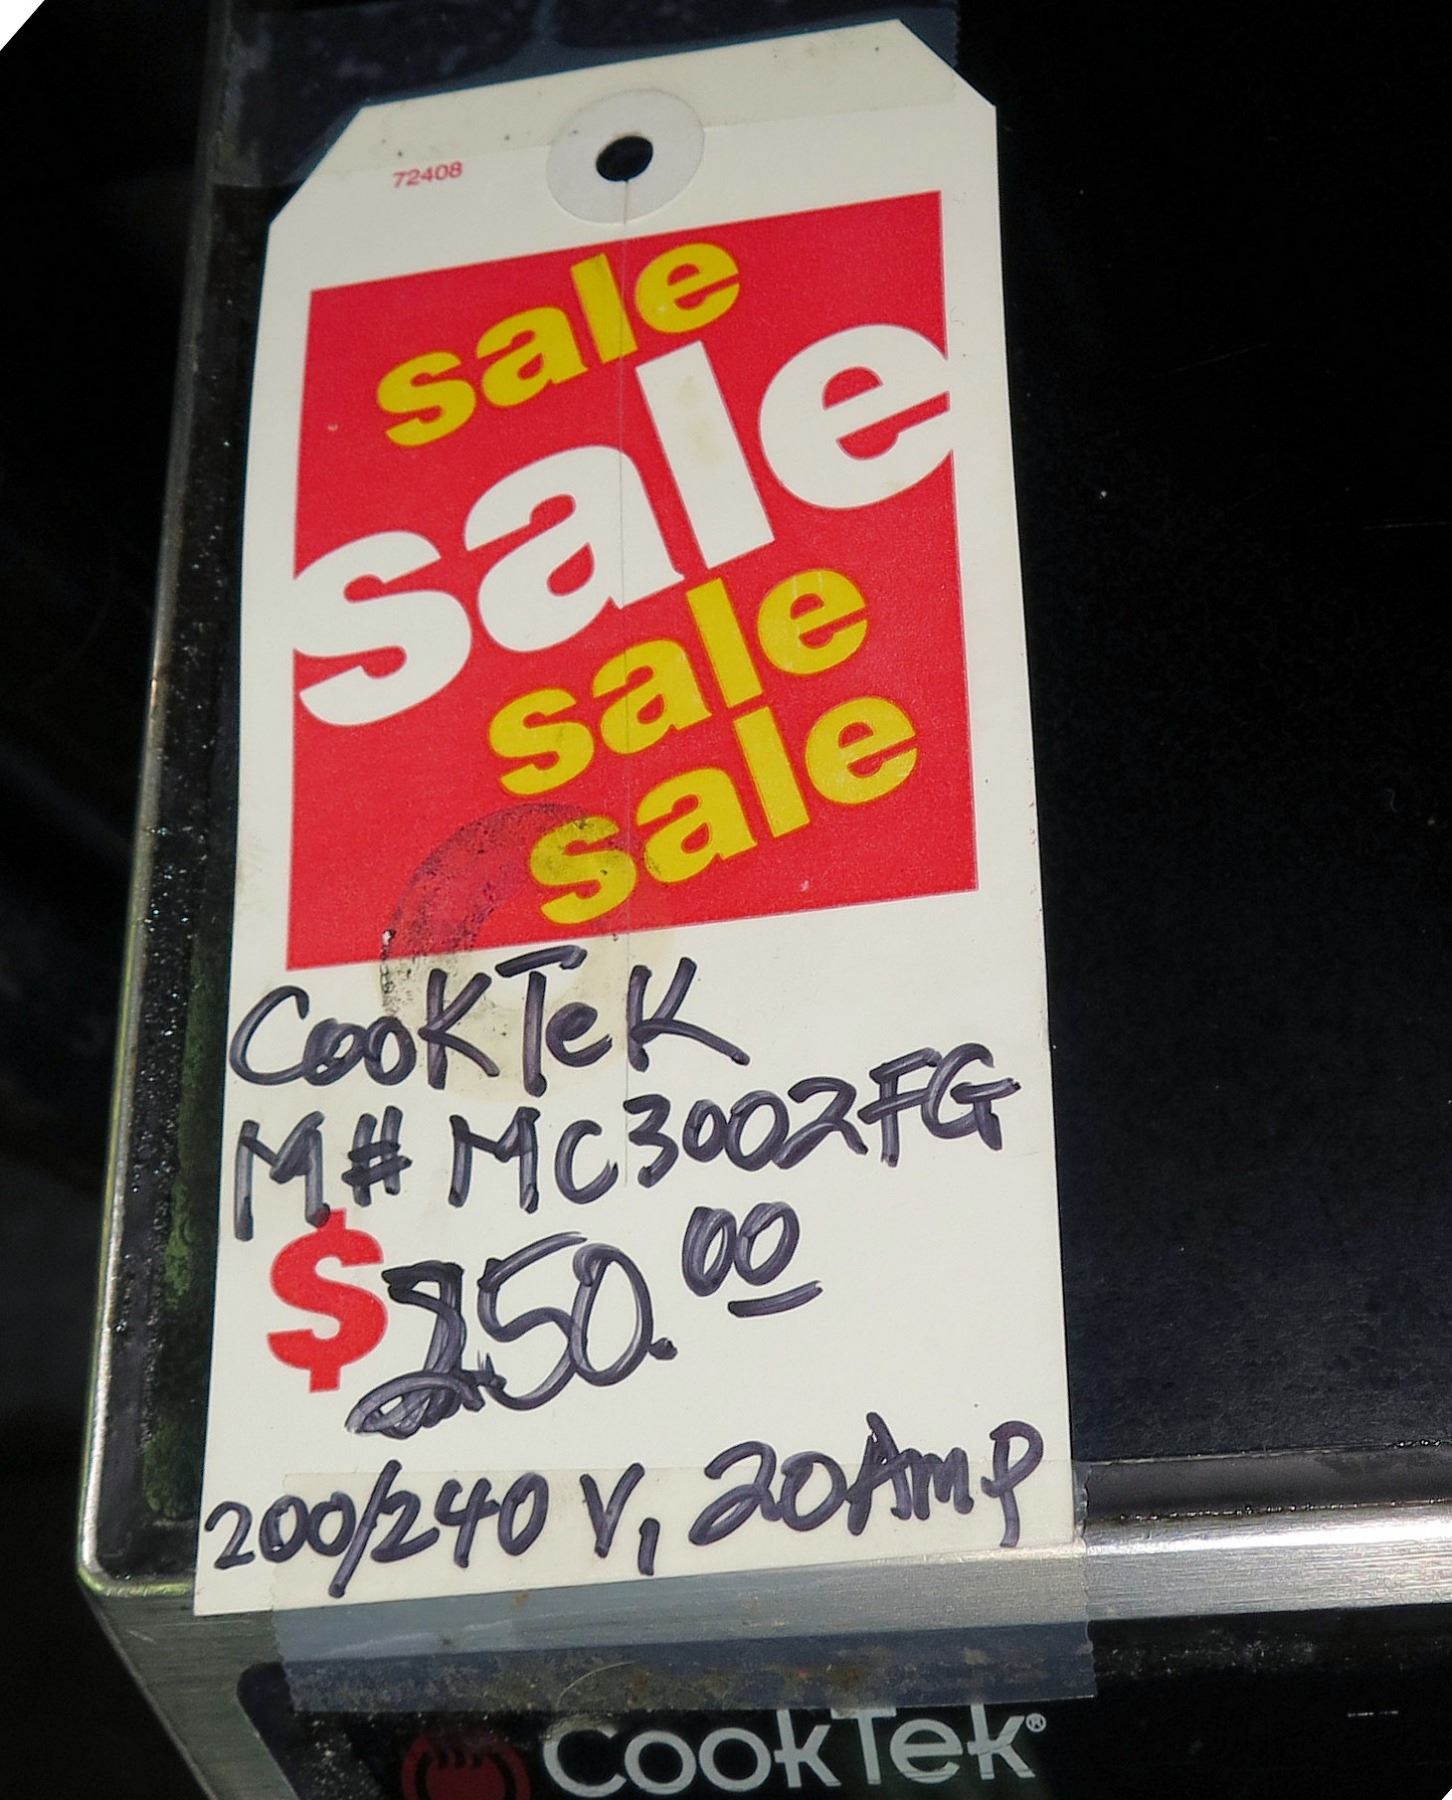 72408
sale
sale
sale
sale
CookTek
M# MC3002FG
$250.00
200/240 V, 20Amp
CookTek®